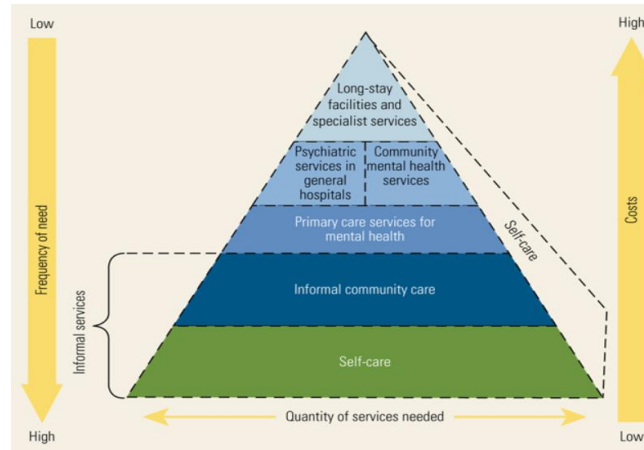 Low
High
Long-stay
facilities and
specialist services
Psychiatric
services in
general
hospitals
Community
mental health
services
Primary care services for
mental health
Self-care
Informal community care
Self-care
Frequency of need
Informal services
Costs
Quantity of services needed
High
Low